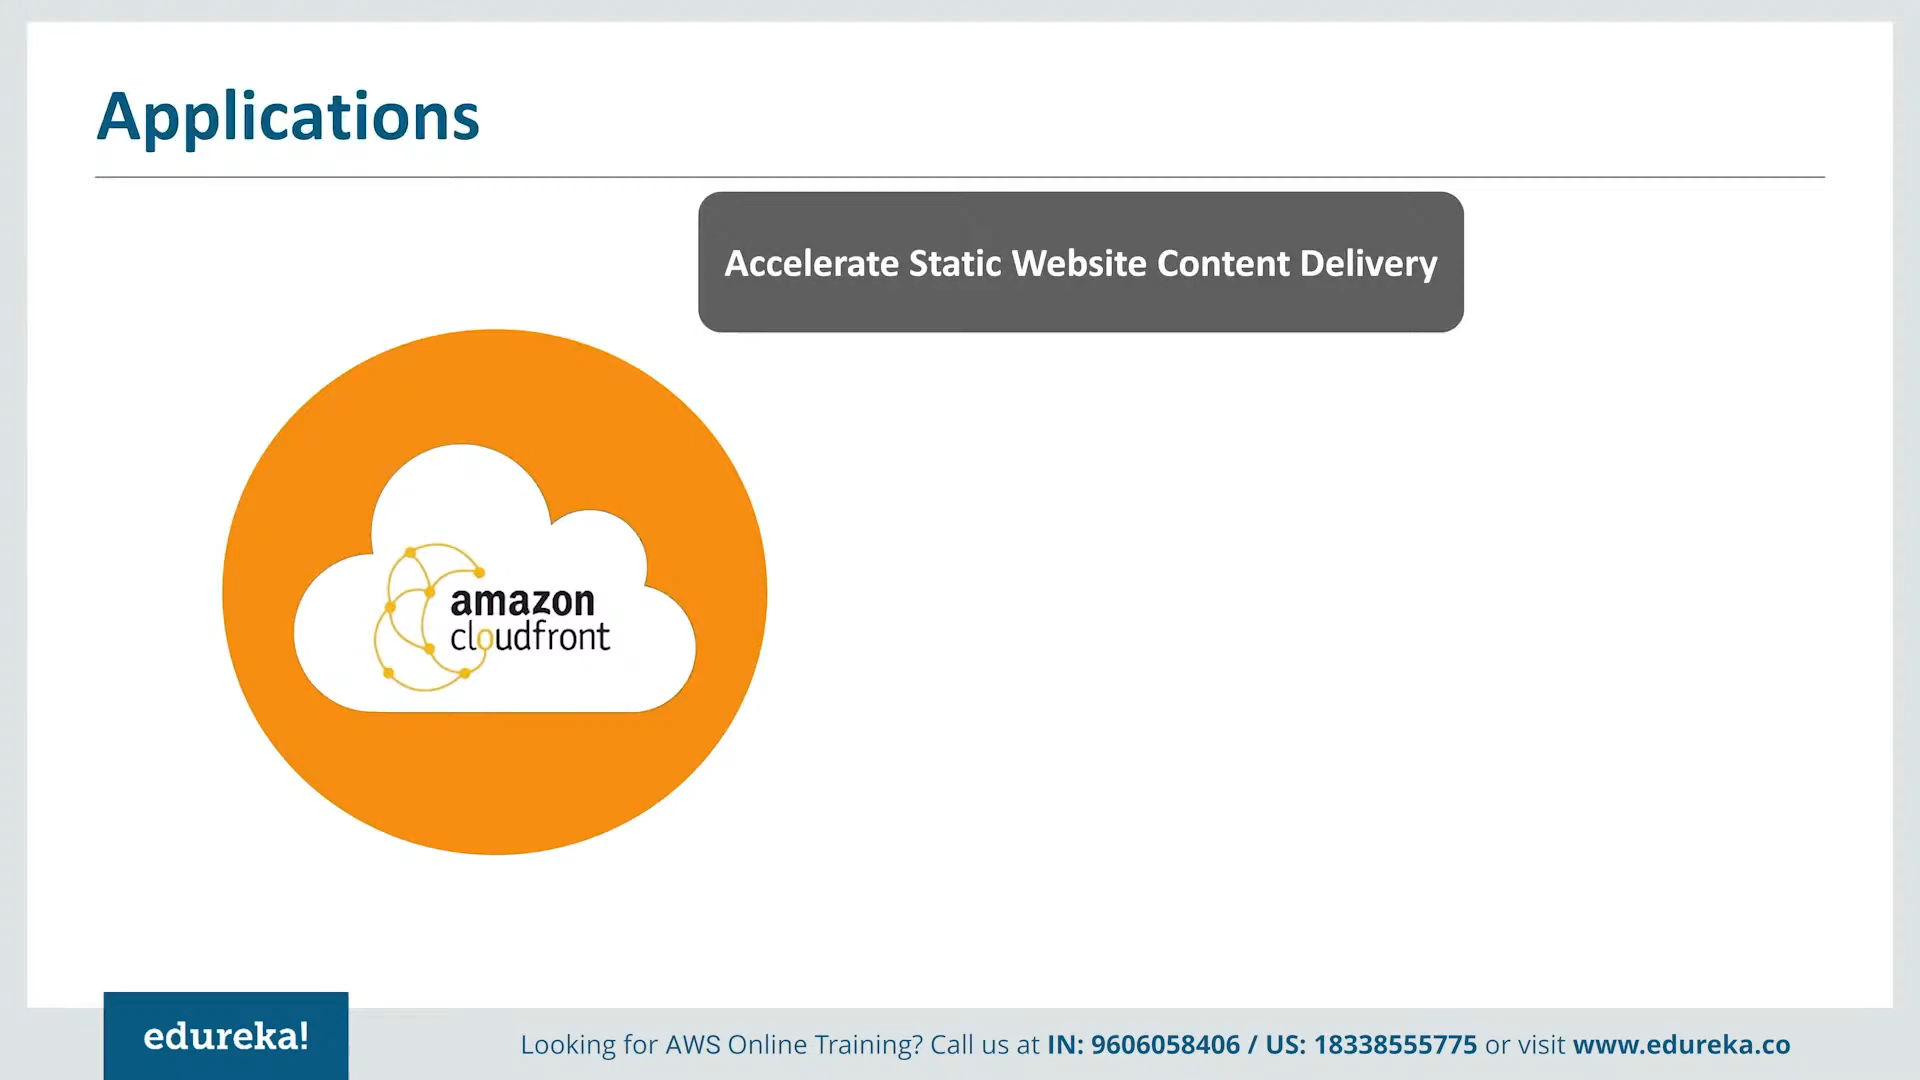 Applications
Accelerate Static Website Content Delivery
amazon
cloudfront
edureka!
Looking for AWS Online Training? Call us at IN: 9606058406 / US: 18338555775 or visit www.edureka.co